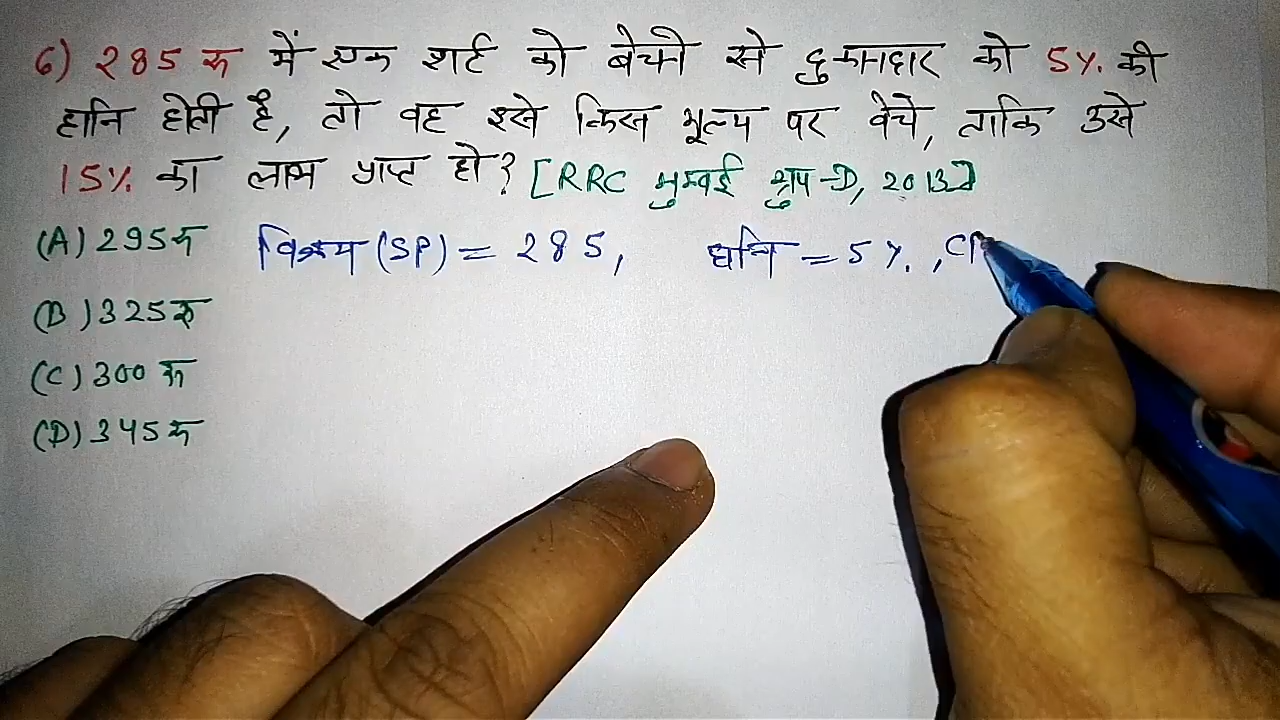 6) 285 रु में एक शर्ट को बेचने से दुकानदार को 5%. की
हानि होती है, तो वह इसे किस मूल्य पर बेचे, ताकि उसे
15%. का लाभ प्राप्त हो? [RRC मुम्बई ग्रुप-D, 2013]
(A) 295रु विक्रय (SP) = 285, हानि = 5%. , CP
(B) 325रु
(C) 300 रु
(D) 345रु